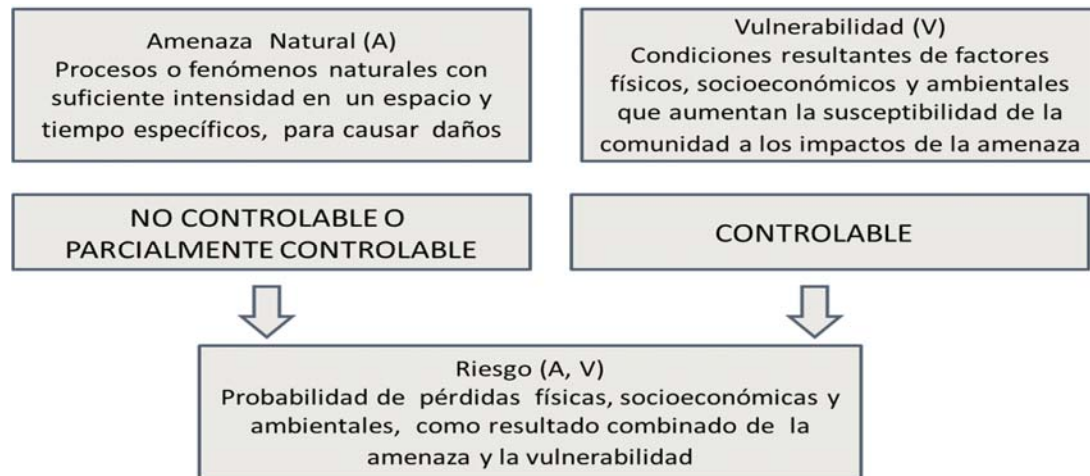 Amenaza Natural (A)
Procesos o fenómenos naturales con
suficiente intensidad en un espacio y
tiempo específicos, para causar daños
Vulnerabilidad (V)
Condiciones resultantes de factores
físicos, socioeconómicos y ambientales
que aumentan la susceptibilidad de la
comunidad a los impactos de la amenaza
NO CONTROLABLE O
PARCIALMENTE CONTROLABLE
CONTROLABLE
Riesgo (A, V)
Probabilidad de pérdidas físicas, socioeconómicas y
ambientales, como resultado combinado de la
amenaza y la vulnerabilidad